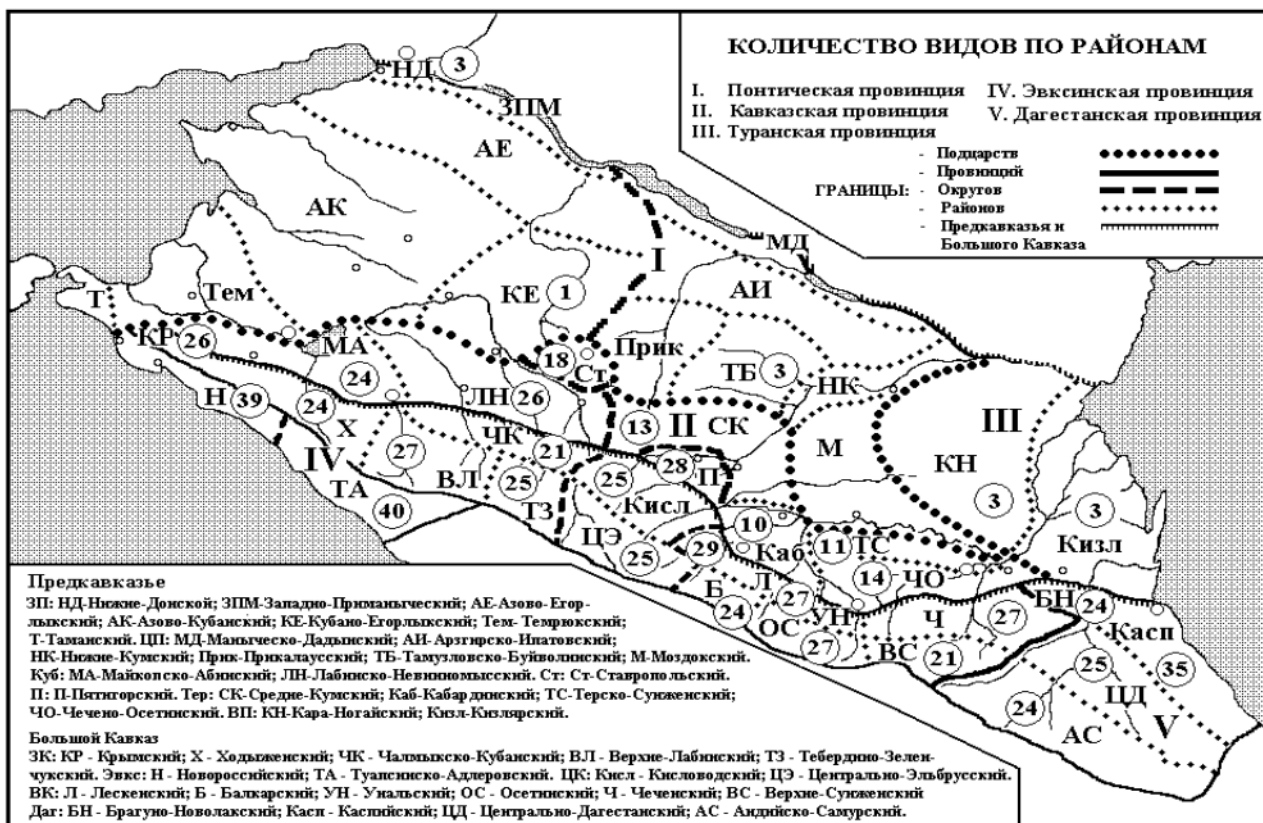 КОЛИЧЕСТВО ВИДОВ ПО РАЙОНАМ
I. Понтическая провинция
II. Кавказская провинция
III. Туранская провинция
IV. Эвксинская провинция
V. Дагестанская провинция
ГРАНИЦЫ:
- Подцарств
- Провинций
- Округов
- Районов
- Предкавказья и
Большого Кавказа
НД 3
ЗПМ
АЕ
АК
I
МД
АИ
Т
Тем
КЕ 1
Прик
КР 26
МА
24
18
Ст
ТБ 3
НК
III
Н 39
24
Х
ЛН 26
13 II СК
М
КН
3
IV
27
ЧК
21
25
28 П
ВЛ
25
ТЗ
Кисл
3
Кизл
ТА
40
ЦЭ
25
29
10
Каб
11 ТС
14 ЧО
Б
24
Л
27
ОС
УН
27
Ч
27
БН 24
ВС
21
Касп
35
25
ЦД
24
АС
V
Предкавказье
ЗП: НД-Нижне-Донской; ЗПМ-Западно-Приманыческий; АЕ-Азово-Егор-
лыкский; АК-Азово-Кубанский; КЕ-Кубано-Егорлыкский; Тем-Темрюкский;
Т-Таманский. ЦП: МД-Маныческо-Дадынский; АИ-Арзгирско-Ипатовский;
НК-Нижне-Кумский; Прик-Прикалаусский; ТБ-Тамузловско-Буйволинский; М-Моздокский.
Куб: МА-Майкопско-Абинский; ЛН-Лабинско-Невинномысский. Ст: Ст-Ставропольский.
П: П-Пятигорский. Тер: СК-Средне-Кумский; Каб-Кабардинский; ТС-Терско-Сунженский;
ЧО-Чечено-Осетинский. ВП: КН-Кара-Ногайский; Кизл-Кизлярский.
Большой Кавказ
ЗК: КР - Крымский; Х - Ходыженский; ЧК - Чалмыкско-Кубанский; ВЛ - Верхне-Лабинский; ТЗ - Тебердино-Зелен-
чукский. Эвкс: Н - Новороссийский; ТА - Туапсинско-Адлеровский. ЦК: Кисл - Кисловодский; ЦЭ - Центрально-Эльбрусский.
ВК: Л - Лескенский; Б - Балкарский; УН - Унальский; ОС - Осетинский; Ч - Чеченский; ВС - Верхне-Сунженский
Даг: БН - Брагуно-Новолакский; Касп - Каспийский; ЦД - Центрально-Дагестанский; АС - Андийско-Самурский.